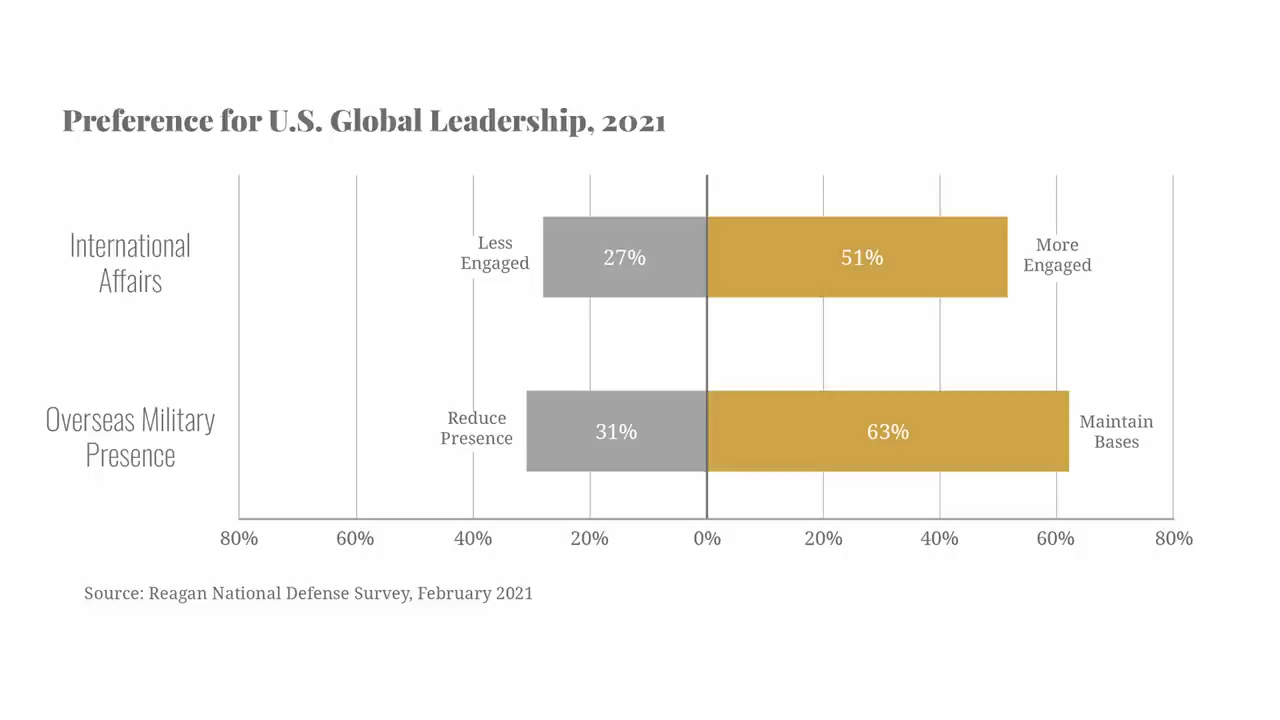 Preference for U.S. Global Leadership, 2021
International
Affairs
Less
Engaged
27%
51%
More
Engaged
Overseas Military
Presence
Reduce
Presence
31%
63%
Maintain
Bases
80%
60%
40%
20%
0%
20%
40%
60%
80%
Source: Reagan National Defense Survey, February 2021